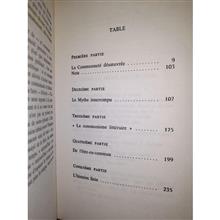 TABLE
PREMIÈRE PARTIE
La Communauté désœuvrée 9
Note 103
DEUXIÈME PARTIE
Le Mythe interrompu 107
TROISIÈME PARTIE
« Le communisme littéraire » 175
QUATRIÈME PARTIE
De l'être-en-commun 199
CINQUIÈME PARTIE
L'histoire finie 235